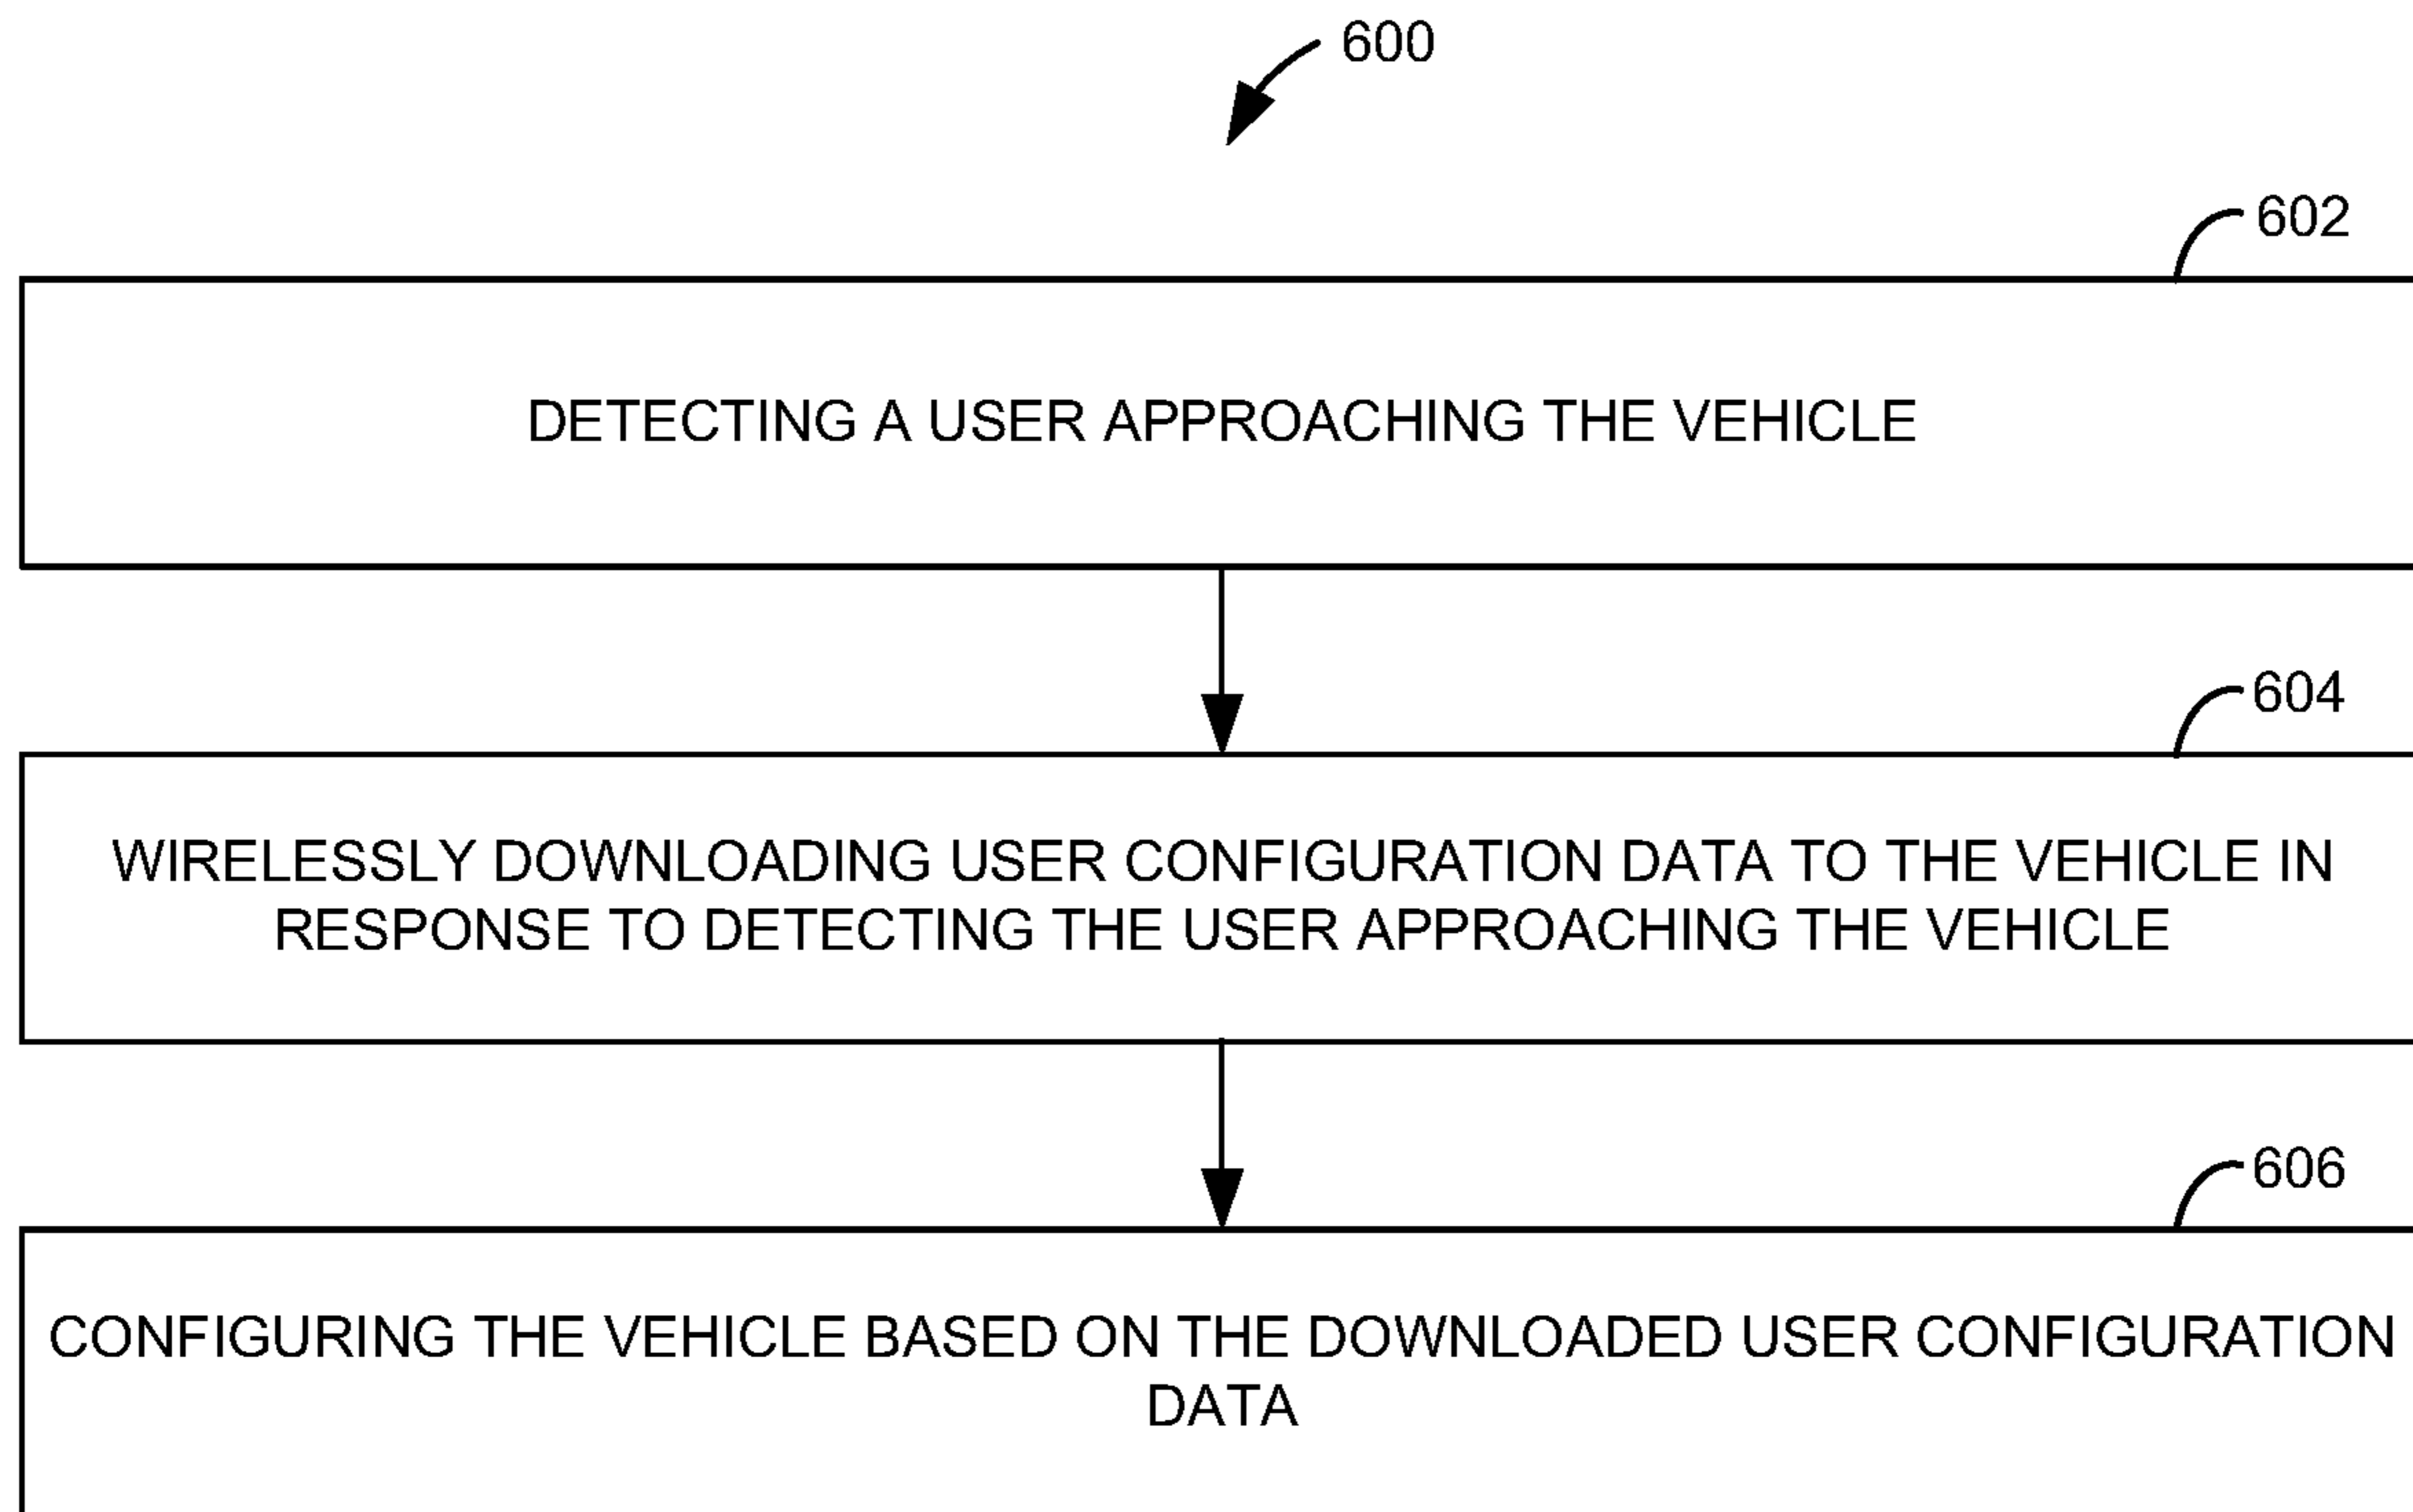 600
602
DETECTING A USER APPROACHING THE VEHICLE
604
WIRELESSLY DOWNLOADING USER CONFIGURATION DATA TO THE VEHICLE IN
RESPONSE TO DETECTING THE USER APPROACHING THE VEHICLE
606
CONFIGURING THE VEHICLE BASED ON THE DOWNLOADED USER CONFIGURATION
DATA